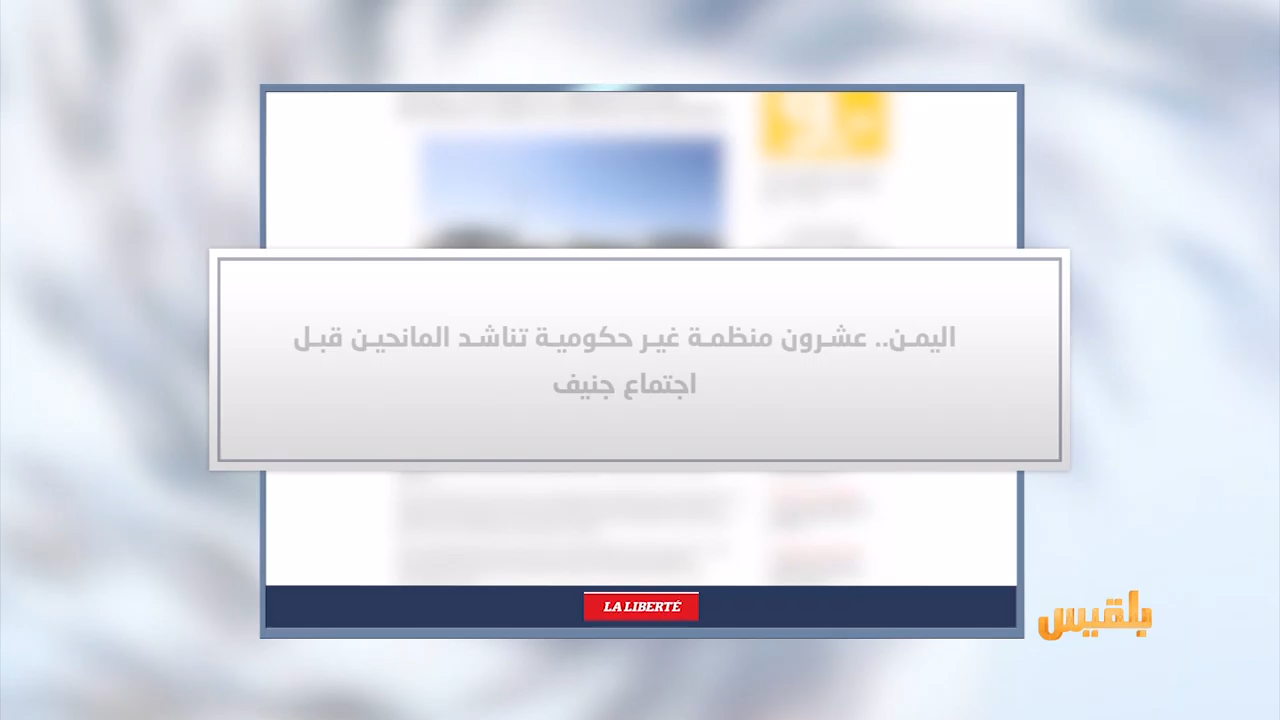 اليمن.. عشرون منظمة غير حكومية تناشد المانحين قبل
اجتماع جنيف
LA LIBERTÉ
بلقيس